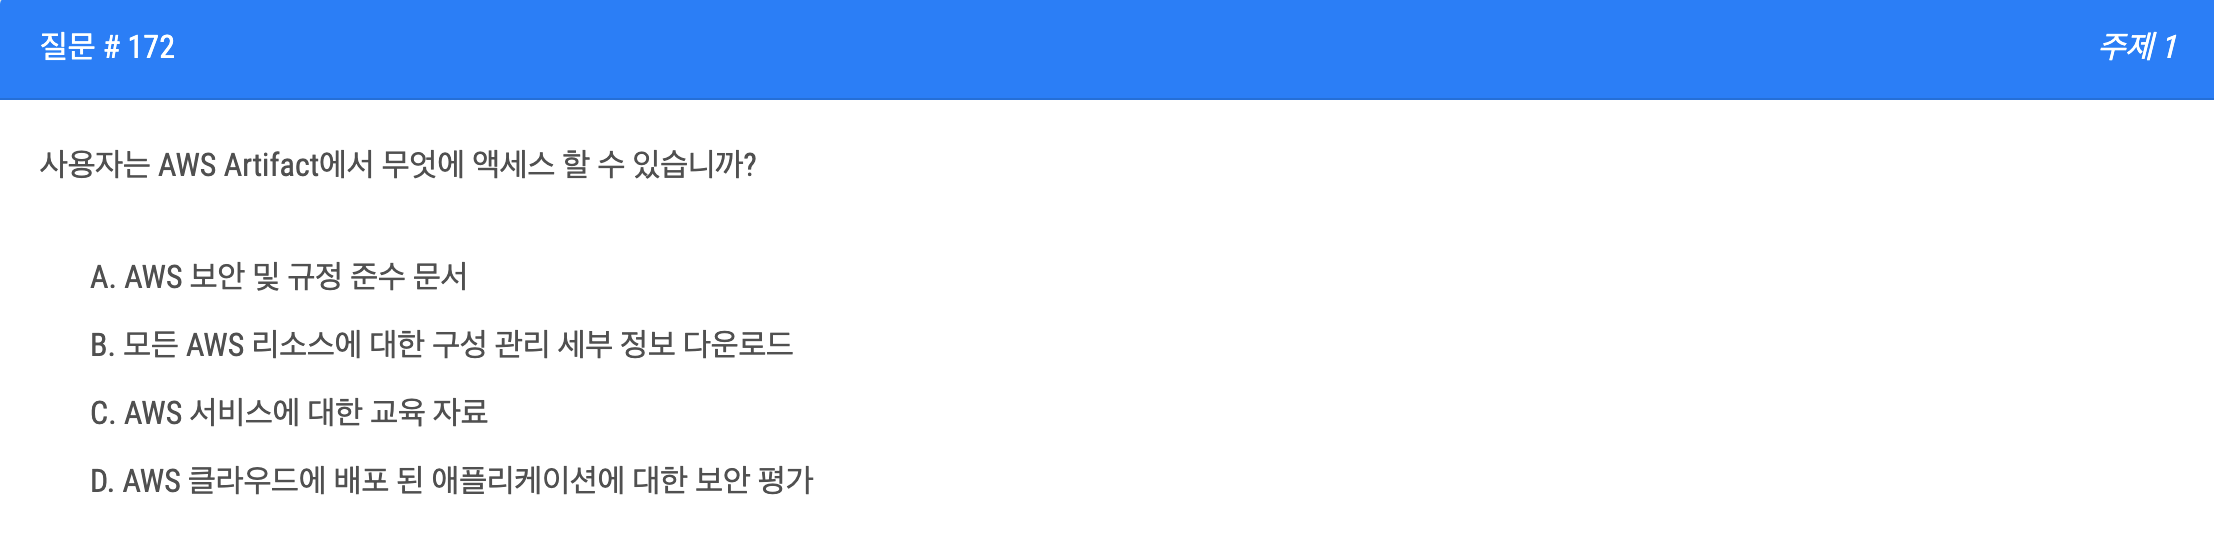 질문 # 172
주제 1
사용자는 AWS Artifact에서 무엇에 액세스 할 수 있습니까?
A. AWS 보안 및 규정 준수 문서
B. 모든 AWS 리소스에 대한 구성 관리 세부 정보 다운로드
C. AWS 서비스에 대한 교육 자료
D. AWS 클라우드에 배포 된 애플리케이션에 대한 보안 평가